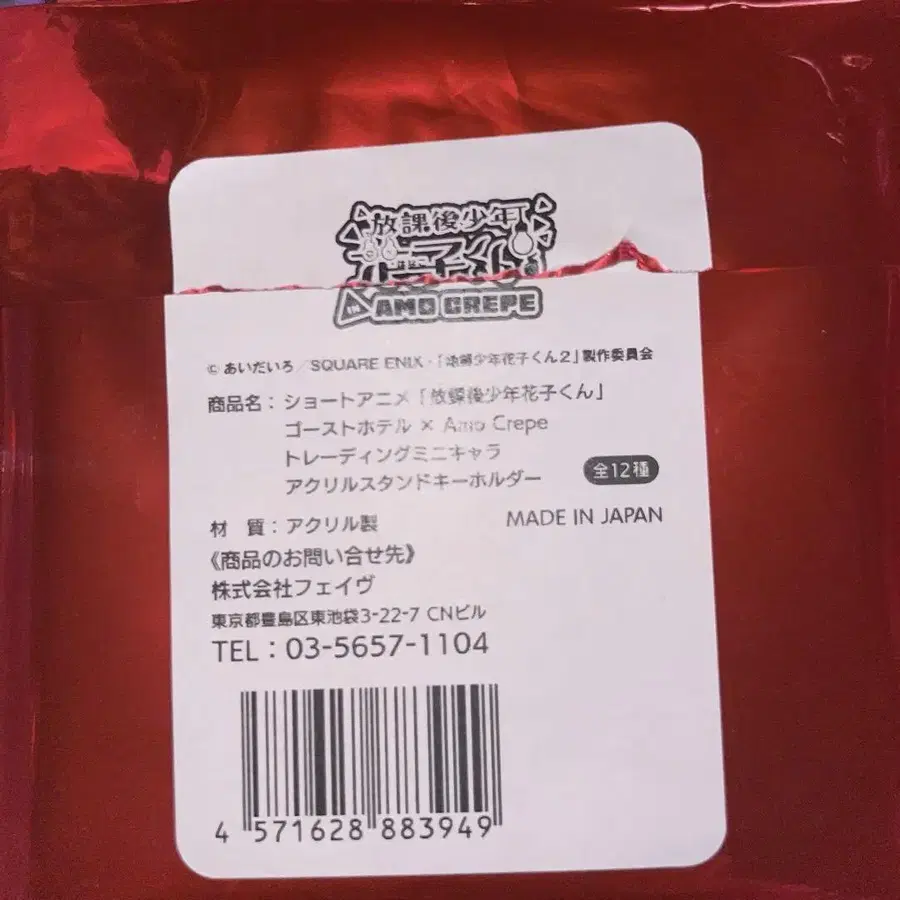 放課後少年
AMO CREPE
© あいだいろ/SQUARE ENIX・「地縛少年花子くん2」製作委員会
商品名:ショートアニメ「放課後少年花子くん」
ゴーストホテル × Amo Crepe
トレーディングミニキャラ
アクリルスタンドキーホルダー 全12種
材 質:アクリル製 MADE IN JAPAN
《商品のお問い合せ先》
株式会社フェイヴ
東京都豊島区東池袋3-22-7 CNビル
TEL:03-5657-1104
4 571628 883949